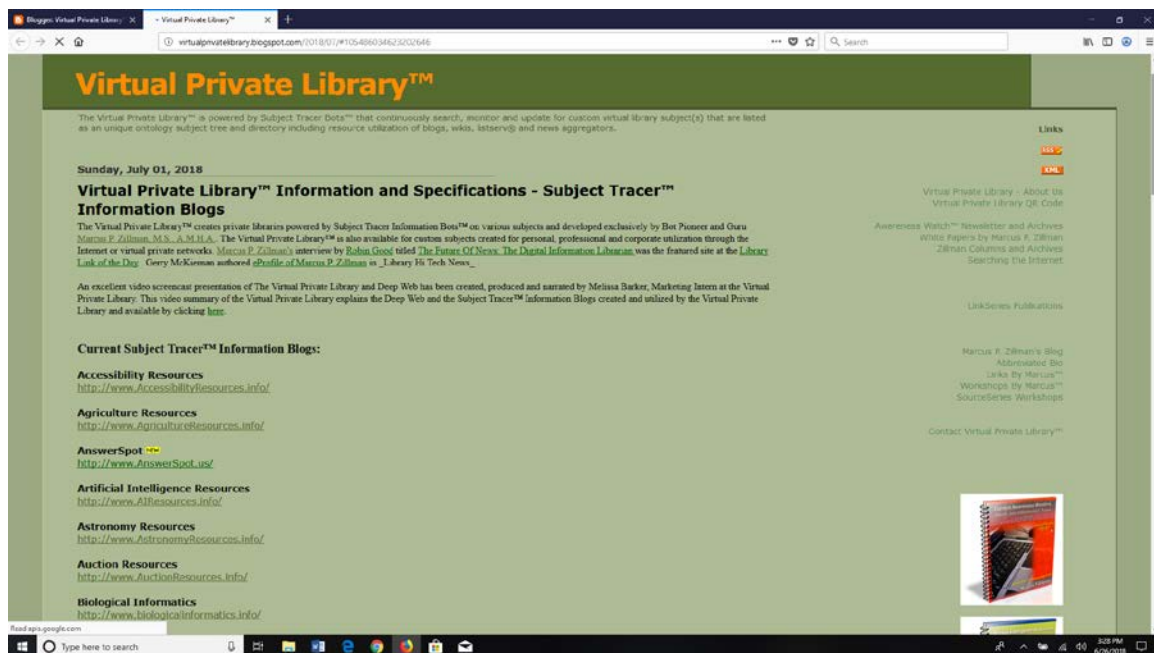 Blogger: Virtual Private Library
- Virtual Private Library™
virtualprivatelibrary.blogspot.com/2018/07/#105486034623202646
Search
Virtual Private Library™
The Virtual Private Library™ is powered by Subject Tracer Bots™ that continuously search, monitor and update for custom virtual library subject(s) that are listed
as an unique ontology subject tree and directory including resource utilization of blogs, wikis, listserv® and news aggregators.
Links
RSS
XML
Sunday, July 01, 2018
Virtual Private Library™ Information and Specifications - Subject Tracer™
Information Blogs
The Virtual Private Library™ creates private libraries powered by Subject Tracer Information Bots™ on various subjects and developed exclusively by Bot Pioneer and Guru
Marcus P. Zillman, M.S., A.M.H.A.. The Virtual Private Library™ is also available for custom subjects created for personal, professional and corporate utilization through the
Internet or virtual private networks. Marcus P. Zillman's interview by Robin Good titled The Future Of News: The Digital Information Librarian was the featured site at the Library
Link of the Day. Gerry McKiernan authored eProfile of Marcus P. Zillman in _Library Hi Tech News_
An excellent video screencast presentation of The Virtual Private Library and Deep Web has been created, produced and narrated by Melissa Barker, Marketing Intern at the Virtual
Private Library. This video summary of the Virtual Private Library explains the Deep Web and the Subject Tracer™ Information Blogs created and utilized by the Virtual Private
Library and available by clicking here.
Current Subject Tracer™ Information Blogs:
Accessibility Resources
http://www.AccessibilityResources.info/
Agriculture Resources
http://www.AgricultureResources.info/
AnswerSpot NEW
http://www.AnswerSpot.us/
Artificial Intelligence Resources
http://www.AIResources.info/
Astronomy Resources
http://www.AstronomyResources.info/
Auction Resources
http://www.AuctionResources.info/
Biological Informatics
http://www.biologicalinformatics.info/
Virtual Private Library - About Us
Virtual Private Library QR Code
Awareness Watch™ Newsletter and Archives
White Papers by Marcus P. Zillman
Zillman Columns and Archives
Searching the Internet
LinkSeries Publications
Marcus P. Zillman's Blog
Abbreviated Bio
Links By Marcus™
Workshops By Marcus™
SourceSeries Workshops
Contact Virtual Private Library™
Read apis.google.com
Type here to search
3:28 PM
6/26/2018